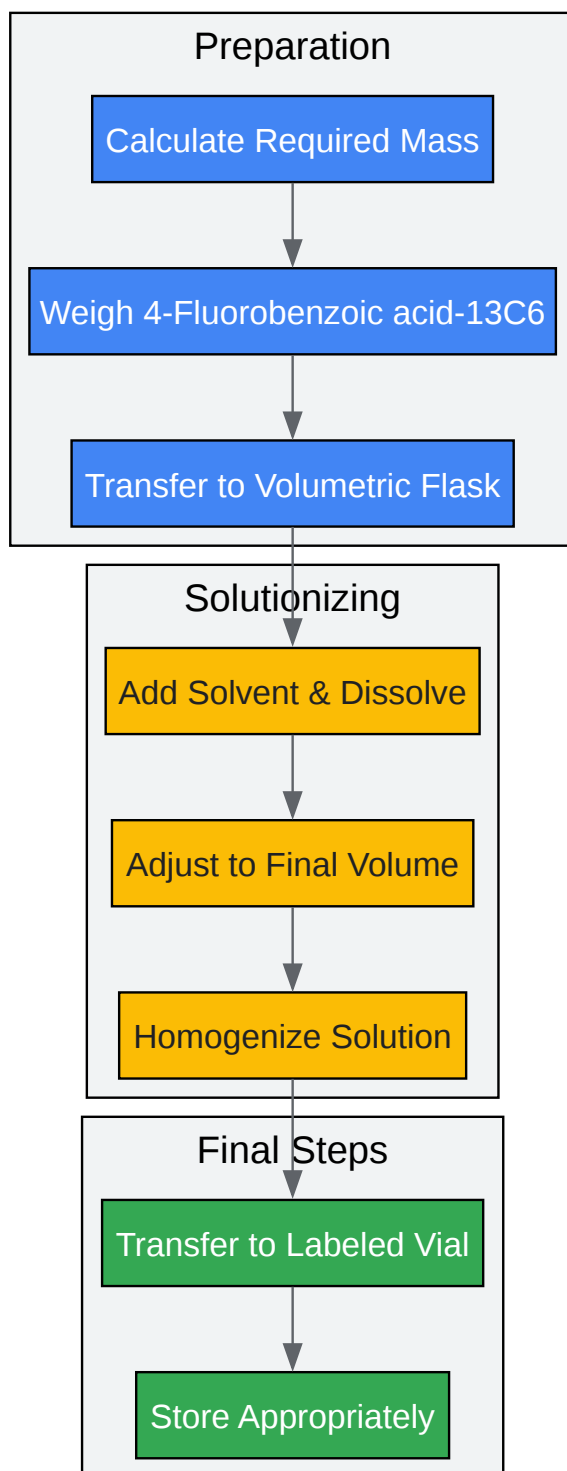 Preparation
Calculate Required Mass
Weigh 4-Fluorobenzoic acid-13C6
Transfer to Volumetric Flask
Solutionizing
Add Solvent & Dissolve
Adjust to Final Volume
Homogenize Solution
Final Steps
Transfer to Labeled Vial
Store Appropriately